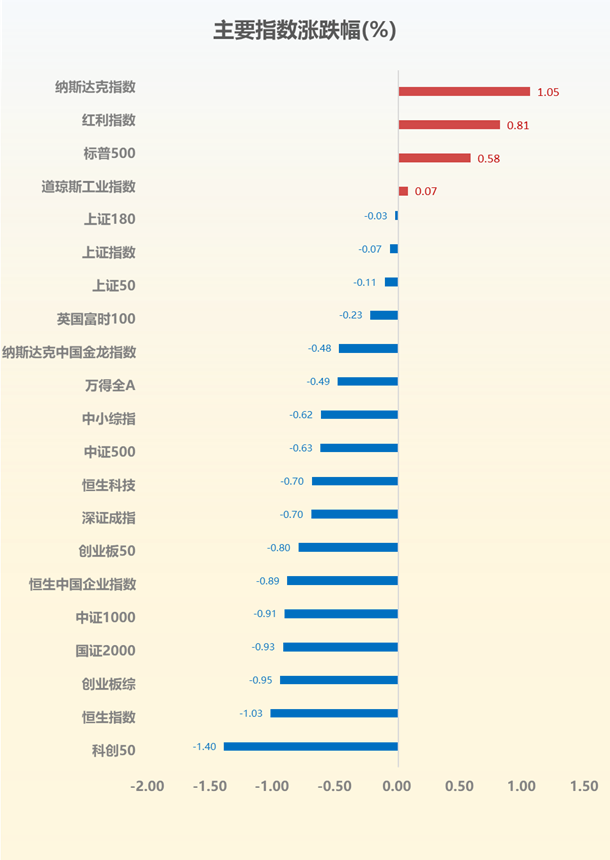 主要指数涨跌幅(%)
纳斯达克指数 1.05
红利指数 0.81
标普500 0.58
道琼斯工业指数 0.07
上证180 -0.03
上证指数 -0.07
上证50 -0.11
英国富时100 -0.23
纳斯达克中国金龙指数 -0.48
万得全A -0.49
中小综指 -0.62
中证500 -0.63
恒生科技 -0.70
深证成指 -0.70
创业板50 -0.80
恒生中国企业指数 -0.89
中证1000 -0.91
国证2000 -0.93
创业板综 -0.95
恒生指数 -1.03
科创50 -1.40
-2.00 -1.50 -1.00 -0.50 0.00 0.50 1.00 1.50